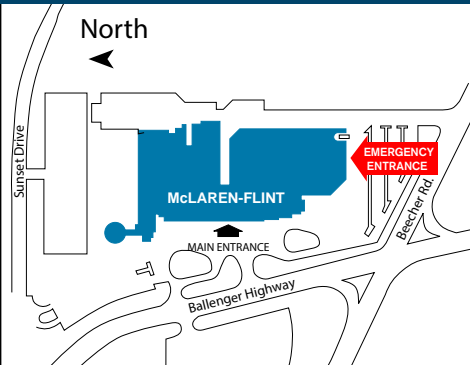 North
Sunset Drive
EMERGENCY
ENTRANCE
McLAREN-FLINT
Beecher Rd.
MAIN ENTRANCE
Ballenger Highway